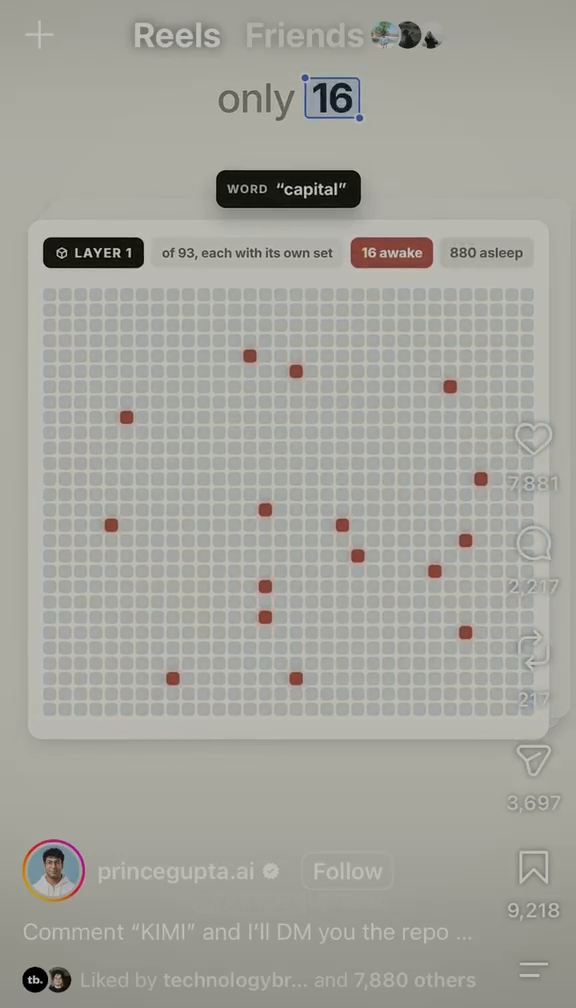 Reels Friends
only 16
WORD “capital”
LAYER 1 of 93, each with its own set 16 awake 880 asleep
7,881
2,217
217
3,697
princegupta.ai Follow
9,218
Comment “KIMI” and I’ll DM you the repo ...
tb. Liked by technologybr... and 7,880 others